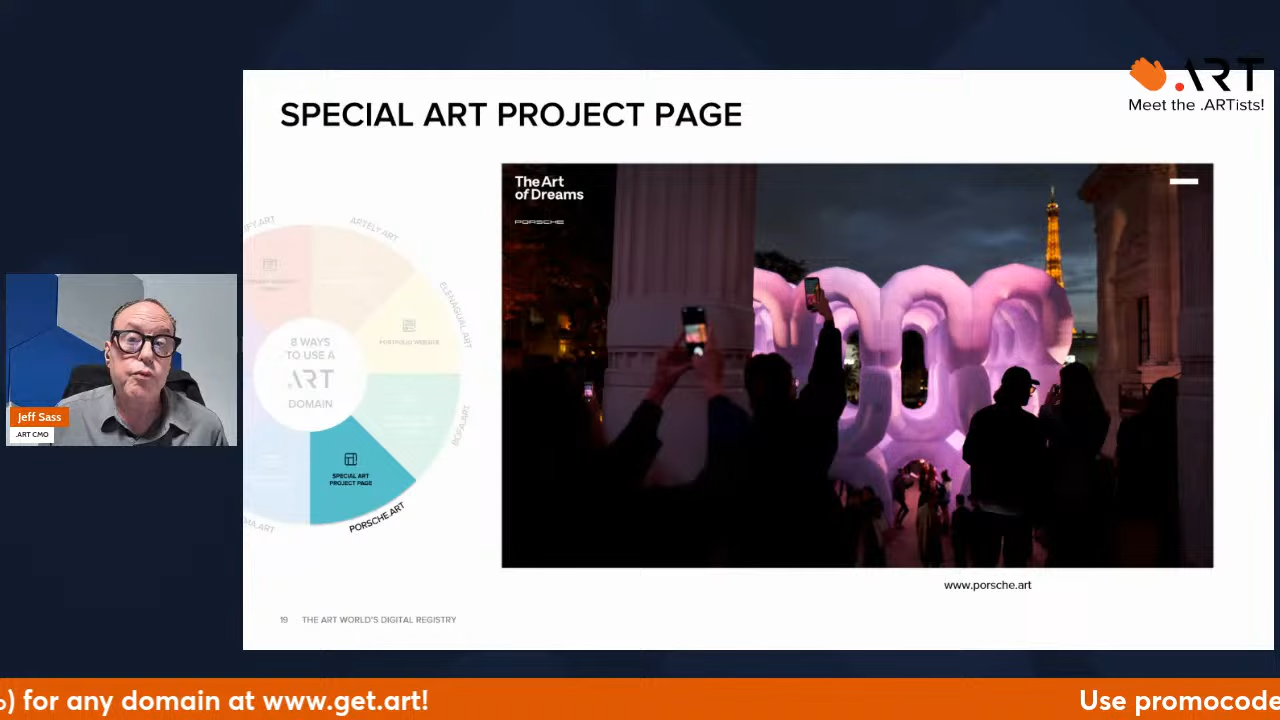 .ART
Meet the .ARTists!
SPECIAL ART PROJECT PAGE
The Art
of Dreams
PORSCHE
ARTELY.ART
ELENAGUAL.ART
PORTFOLIO WEBSITE
8 WAYS
TO USE A
.ART
DOMAIN
SPECIAL ART
PROJECT PAGE
PORSCHE.ART
Jeff Sass
.ART CMO
www.porsche.art
19 THE ART WORLD'S DIGITAL REGISTRY
) for any domain at www.get.art!
Use promocode